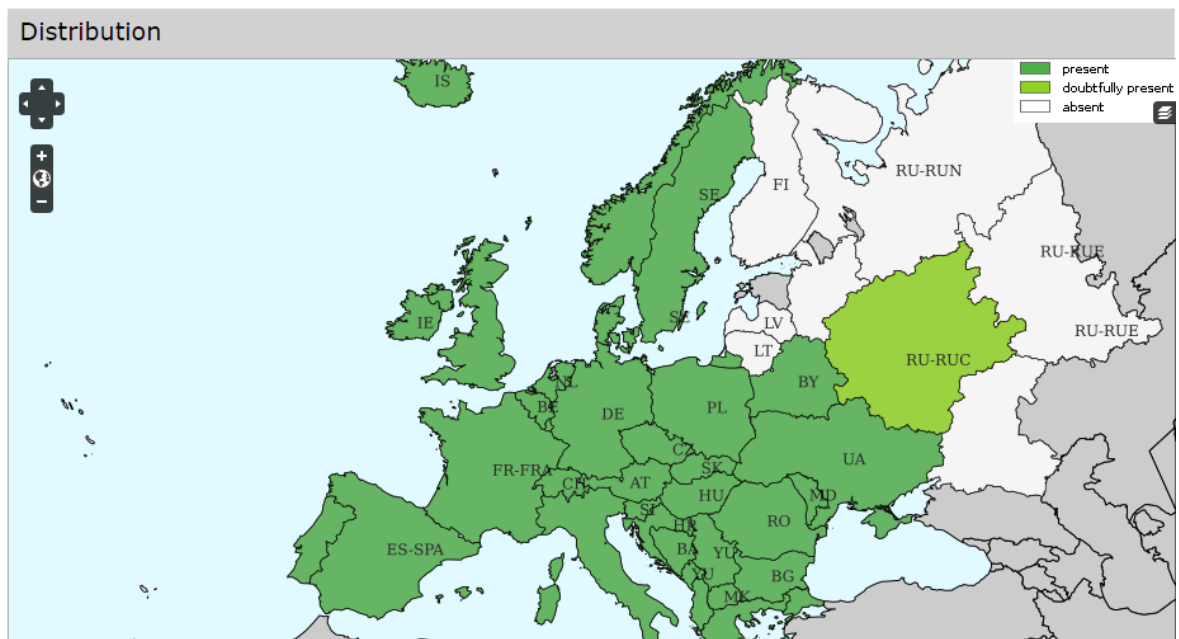 Distribution
IS
present
doubtfully present
absent
+
−
SE
FI
RU-RUN
RU-RUE
IE
SE
LV
RU-RUE
LT
RU-RUC
NL
BY
BE
DE
PL
CZ
UA
FR-FRA
CH
AT
SK
HU
MD
SI
HR
RO
ES-SPA
BA
YU
YU
BG
MK